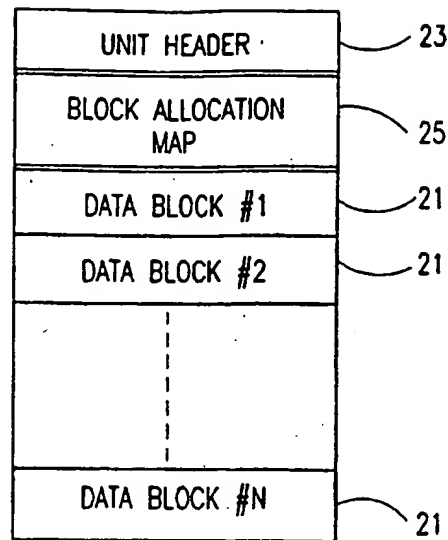 UNIT HEADER 23
BLOCK ALLOCATION
MAP 25
DATA BLOCK #1 21
DATA BLOCK #2 21
DATA BLOCK #N 21